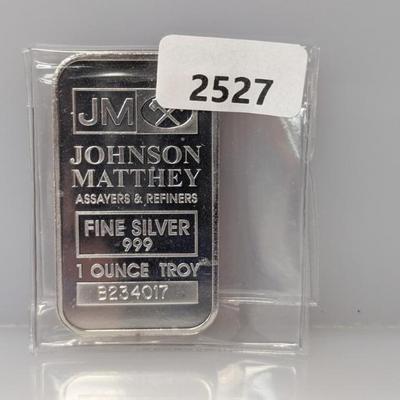 2527
JM
JOHNSON
MATTHEY
ASSAYERS & REFINERS
FINE SILVER
999
1 OUNCE TROY
B234017